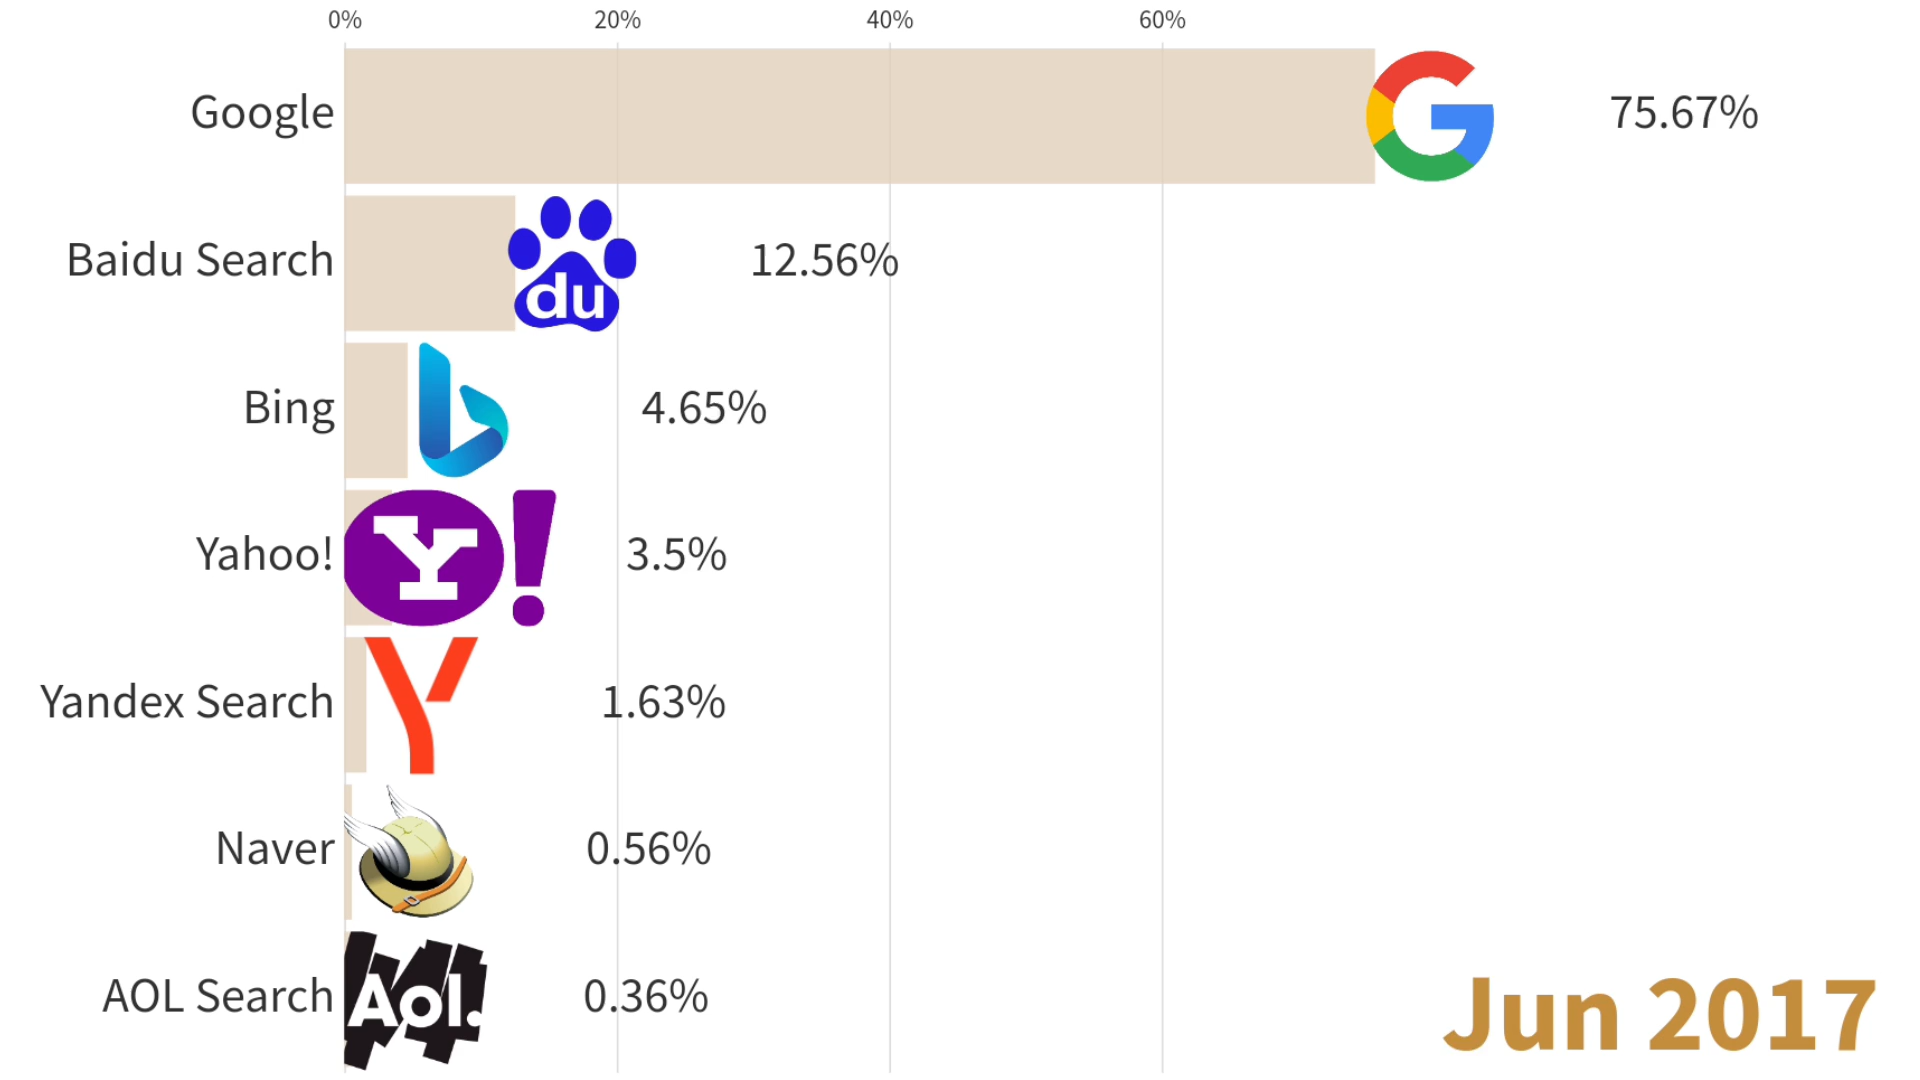 0% 20% 40% 60%
Google 75.67%
Baidu Search du 12.56%
Bing 4.65%
Yahoo! Y! 3.5%
Yandex Search Y 1.63%
Naver 0.56%
AOL Search Aol. 0.36%
Jun 2017